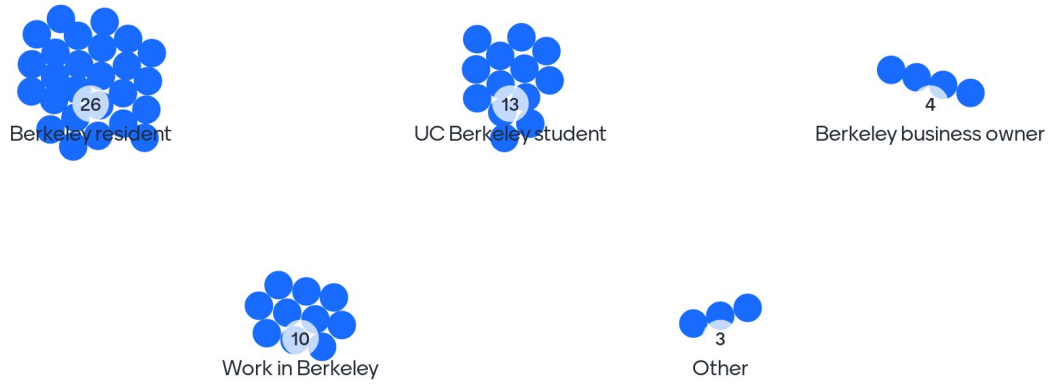 26
Berkeley resident
13
UC Berkeley student
4
Berkeley business owner
10
Work in Berkeley
3
Other